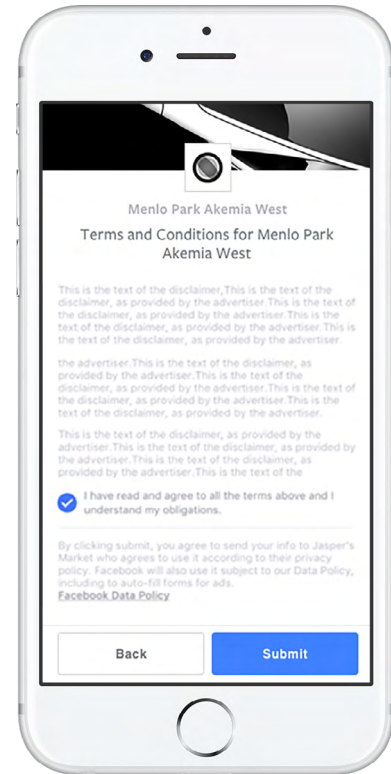 Menlo Park Akemia West
Terms and Conditions for Menlo Park
Akemia West
This is the text of the disclaimer,This is the text of the
disclaimer, as provided by the advertiser.This is the text of
the disclaimer, as provided by the advertiser.This is the
text of the disclaimer, as provided by the advertiser.This is
the text of the disclaimer, as provided by the advertiser.
the advertiser.This is the text of the disclaimer, as
provided by the advertiser.This is the text of the
disclaimer, as provided by the advertiser.This is the text of
the disclaimer, as provided by the advertiser.This is the
text of the disclaimer, as provided by the advertiser.
This is the text of the disclaimer, as provided by the
advertiser.This is the text of the disclaimer, as provided by
the advertiser.This is the text of the disclaimer, as
provided by the advertiser.This is the text of the
I have read and agree to all the terms above and I
understand my obligations.
By clicking submit, you agree to send your info to Jasper's
Market who agrees to use it according to their privacy
policy. Facebook will also use it subject to our Data Policy,
including to auto-fill forms for ads.
Facebook Data Policy
Back
Submit